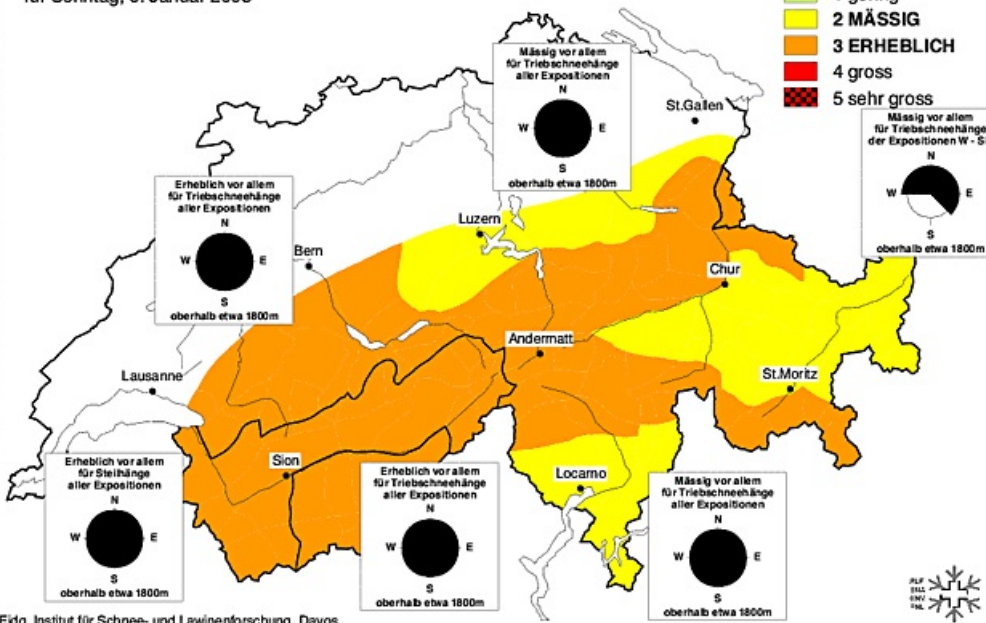 2 MÄSSIG
3 ERHEBLICH
4 gross
5 sehr gross
Mässig vor allem
für Triebschneehänge
aller Expositionen
N
W E
S
oberhalb etwa 1800m
St.Gallen
Mässig vor allem
für Triebschneehänge
der Expositionen W -
N
W E
S
oberhalb etwa 1800m
Erheblich vor allem
für Triebschneehänge
aller Expositionen
N
W E
S
oberhalb etwa 1800m
Luzern
Bern
Chur
Andermatt
Lausanne
St.Moritz
Sion
Locarno
Erheblich vor allem
für Steilhänge
aller Expositionen
N
W E
S
oberhalb etwa 1800m
Erheblich vor allem
für Triebschneehänge
aller Expositionen
N
W E
S
oberhalb etwa 1800m
Mässig vor allem
für Triebschneehänge
aller Expositionen
N
W E
S
oberhalb etwa 1800m
Eidg. Institut für Schnee- und Lawinenforschung, Davos